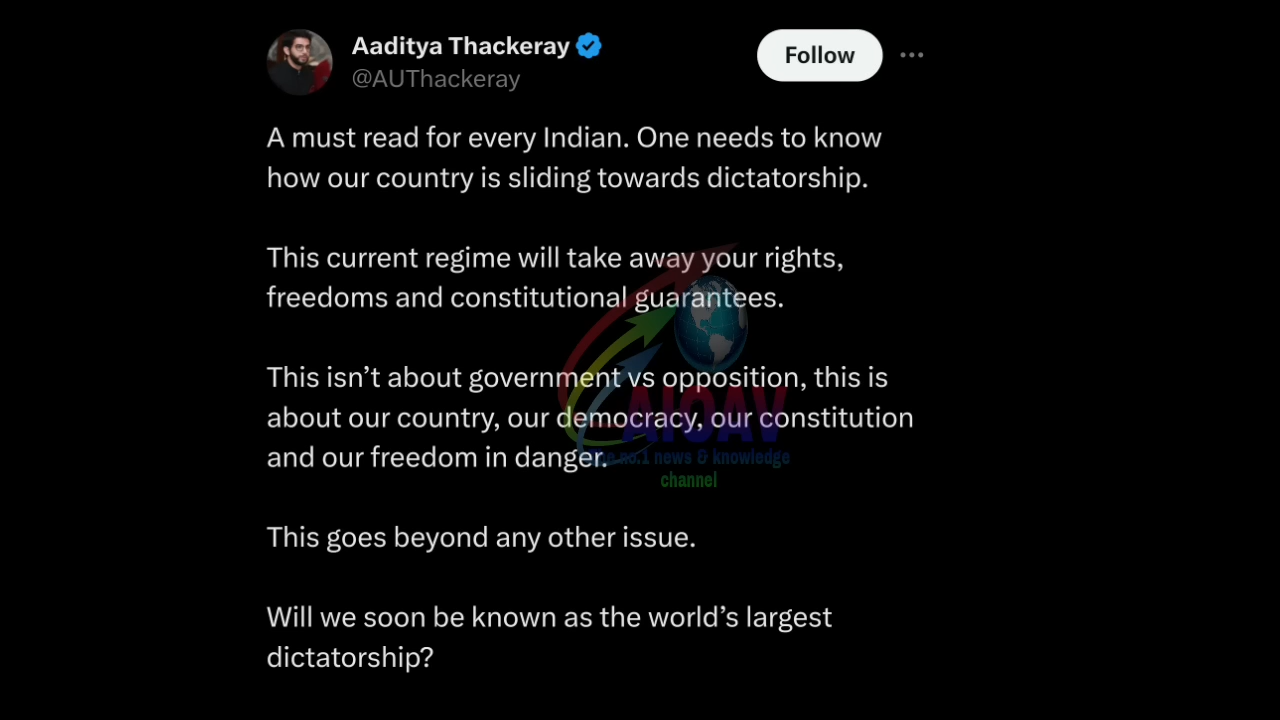 Aaditya Thackeray
@AUThackeray
Follow
A must read for every Indian. One needs to know
how our country is sliding towards dictatorship.
This current regime will take away your rights,
freedoms and constitutional guarantees.
This isn’t about government vs opposition, this is
about our country, our democracy, our constitution
and our freedom in danger.
This goes beyond any other issue.
Will we soon be known as the world’s largest
dictatorship?
AIOAV
no.1 news & knowledge
channel